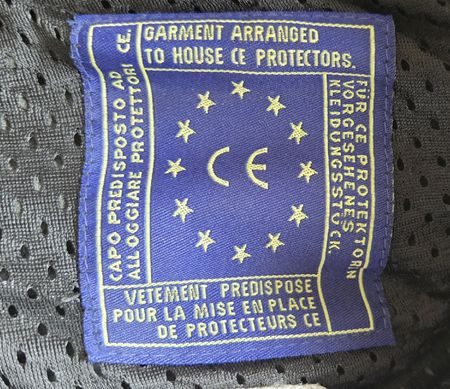 GARMENT ARRANGED
TO HOUSE CE PROTECTORS.
FÜR CE PROTEKTORN
VORGESEHENES
KLEIDUNGSSTÜCK.
CE
VETEMENT PREDISPOSE
POUR LA MISE EN PLACE
DE PROTECTEURS CE
CAPO PREDISPOSTO AD
ALLOGGIARE PROTETTORI CE.